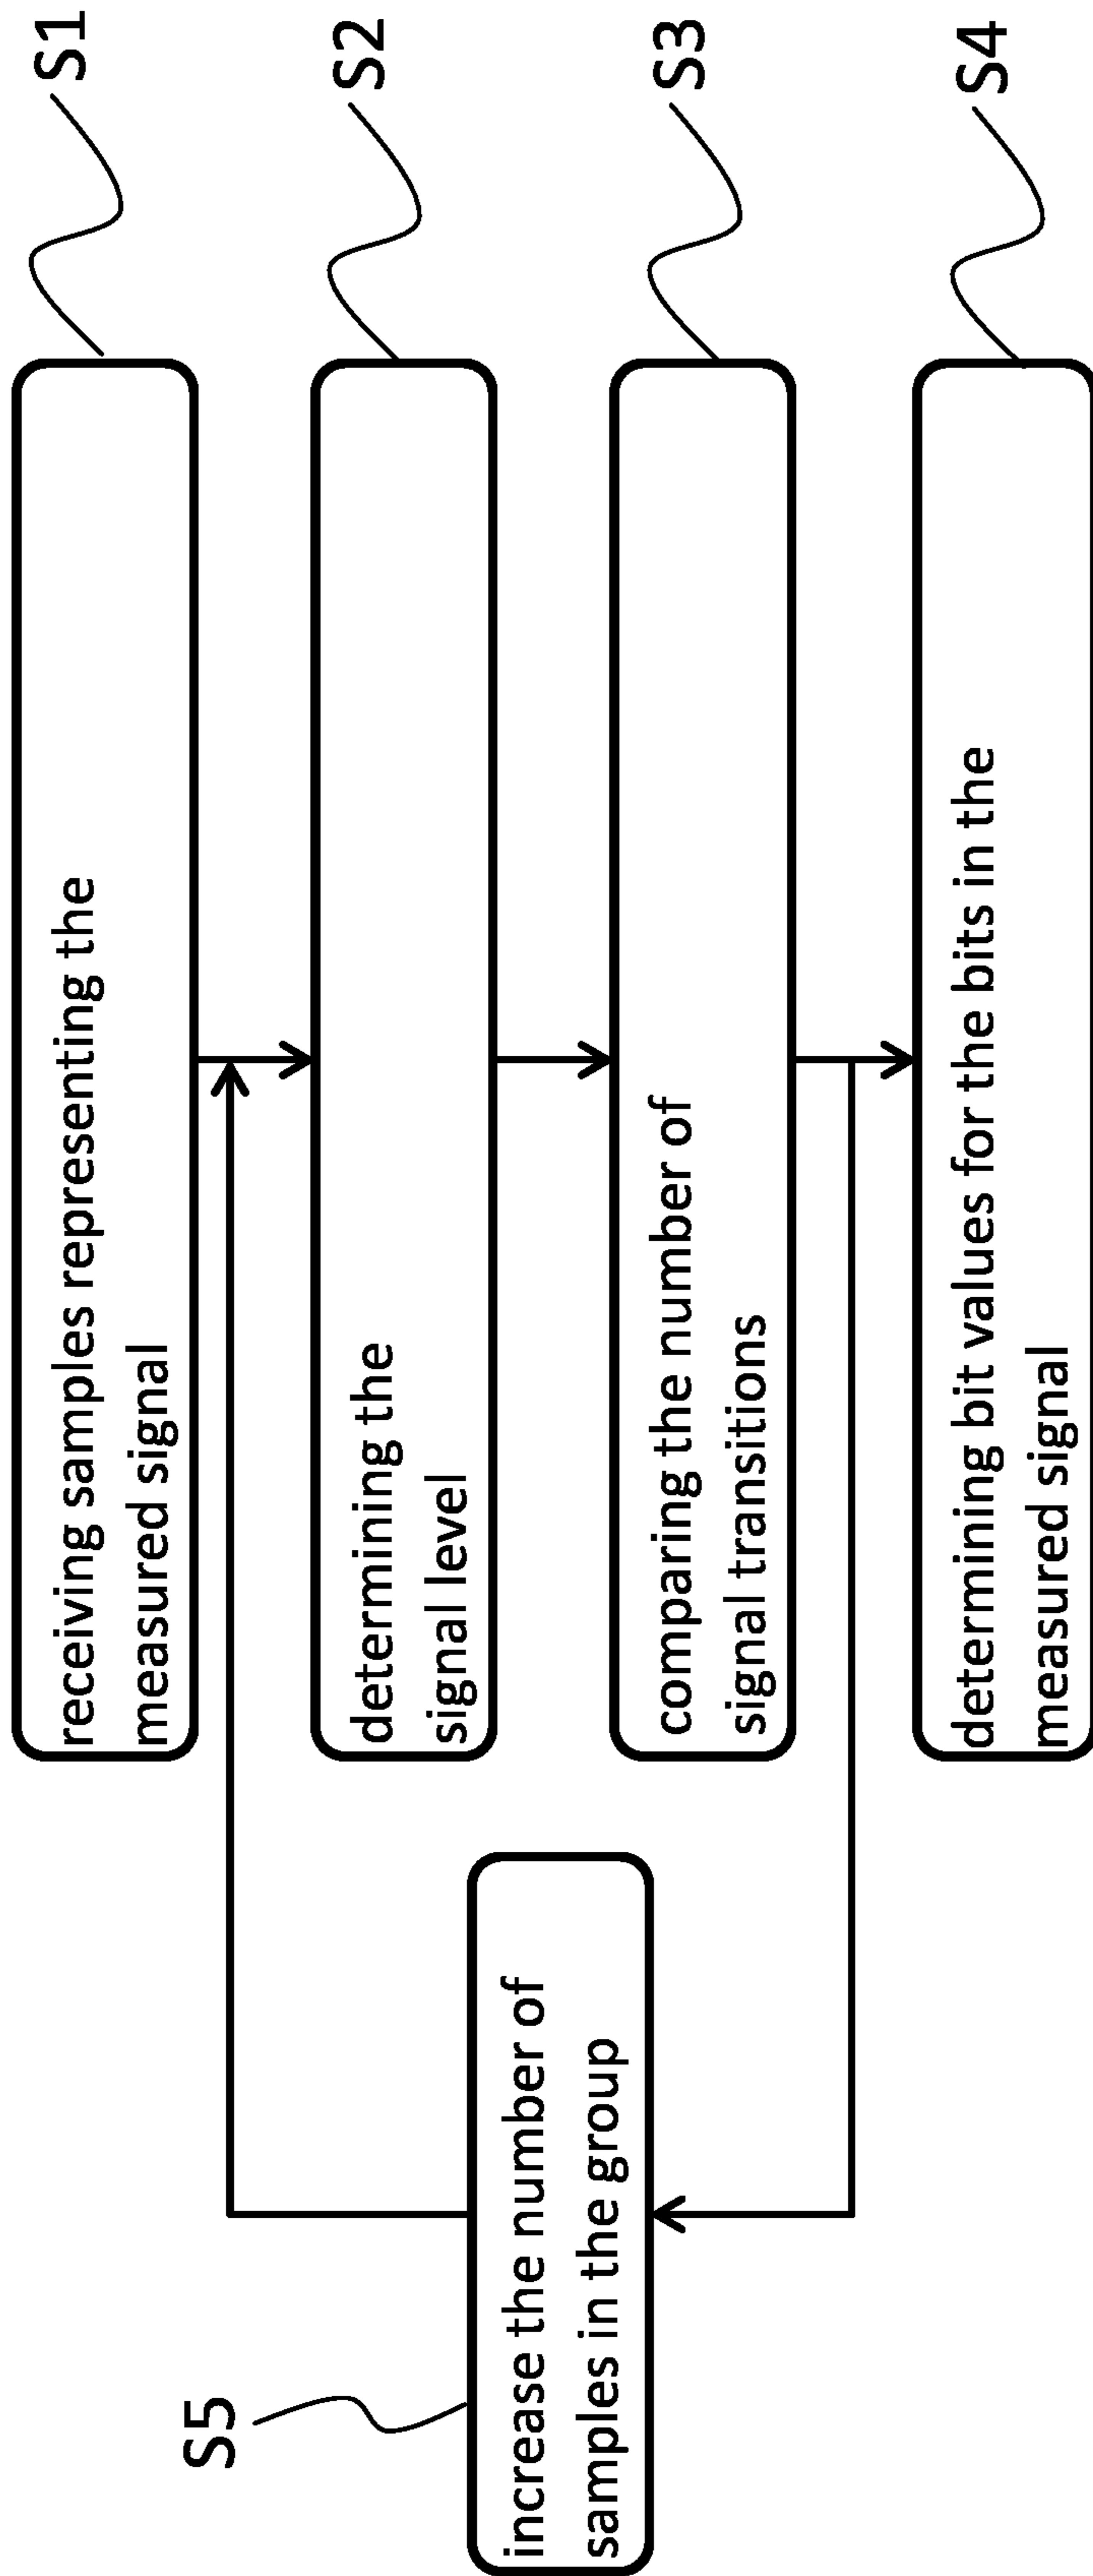 receiving samples representing the
measured signal
S1
determining the
signal level
S2
comparing the number of
signal transitions
S3
determining bit values for the bits in the
measured signal
S4
S5
increase the number of
samples in the group